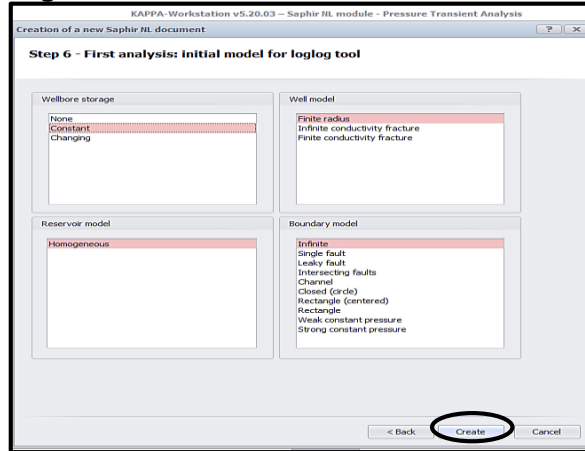 KAPPA-Workstation v5.20.03 – Saphir NL module - Pressure Transient Analysis
Creation of a new Saphir NL document
? X
Step 6 - First analysis: initial model for loglog tool
Wellbore storage
None
Constant
Changing
Well model
Finite radius
Infinite conductivity fracture
Finite conductivity fracture
Reservoir model
Homogeneous
Boundary model
Infinite
Single fault
Leaky fault
Intersecting faults
Channel
Closed (circle)
Rectangle (centered)
Rectangle
Weak constant pressure
Strong constant pressure
< Back Create Cancel